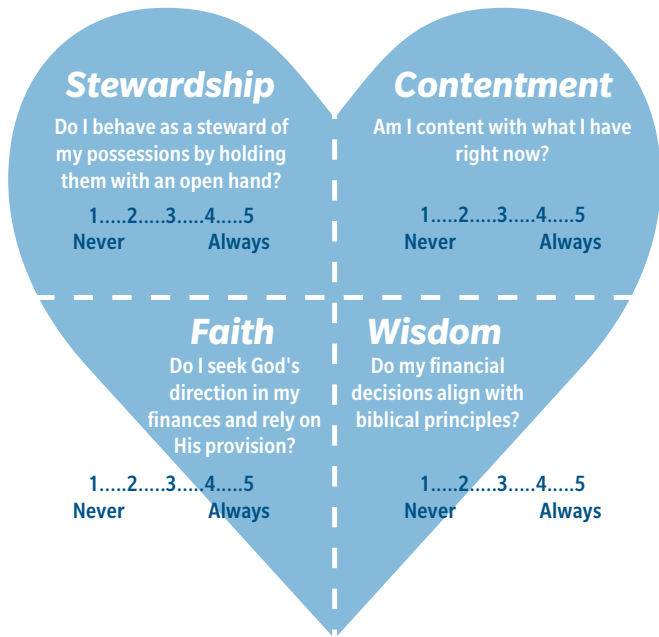 Stewardship
Do I behave as a steward of
my possessions by holding
them with an open hand?
1.....2.....3.....4.....5
Never Always
Contentment
Am I content with what I have
right now?
1.....2.....3.....4.....5
Never Always
Faith
Do I seek God's
direction in my
finances and rely on
His provision?
1.....2.....3.....4.....5
Never Always
Wisdom
Do my financial
decisions align with
biblical principles?
1.....2.....3.....4.....5
Never Always